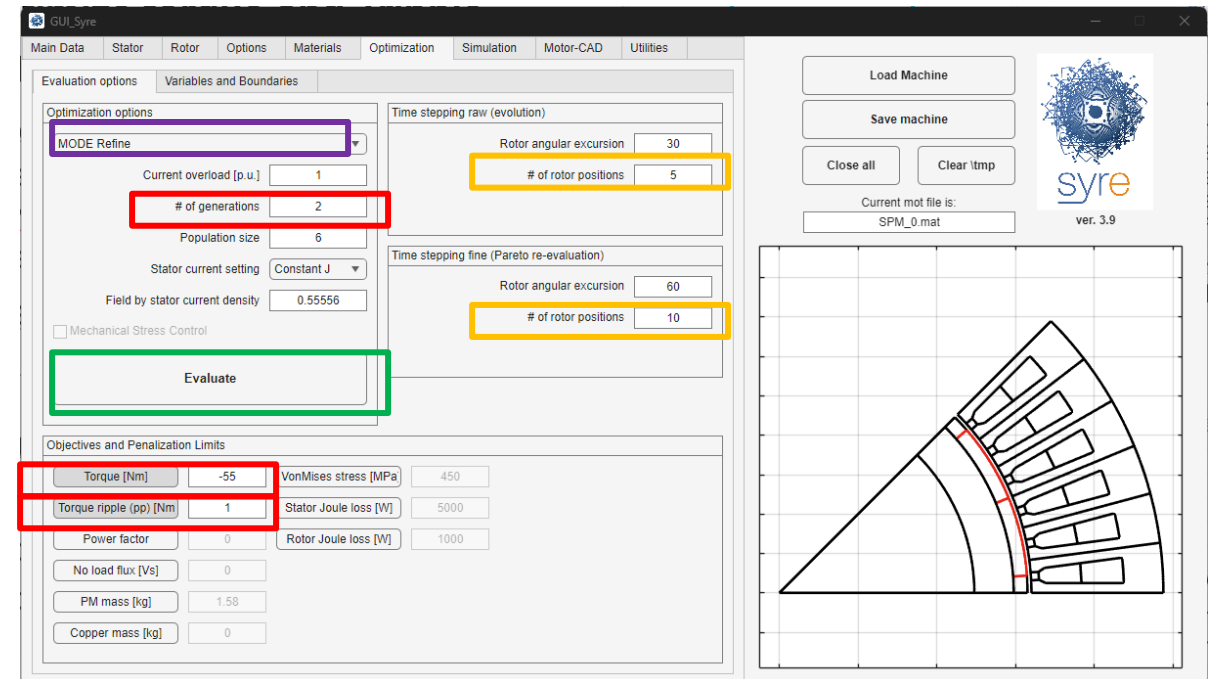 GUI_Syre
Main Data Stator Rotor Options Materials Optimization Simulation Motor-CAD Utilities
Evaluation options Variables and Boundaries
Optimization options
MODE Refine
Current overload [p.u.] 1
# of generations 2
Population size 6
Stator current setting Constant J
Field by stator current density 0.55556
Mechanical Stress Control
Evaluate
Time stepping raw (evolution)
Rotor angular excursion 30
# of rotor positions 5
Time stepping fine (Pareto re-evaluation)
Rotor angular excursion 60
# of rotor positions 10
Objectives and Penalization Limits
Torque [Nm] -55 VonMises stress [MPa] 450
Torque ripple (pp) [Nm 1 Stator Joule loss [W] 5000
Power factor 0 Rotor Joule loss [W] 1000
No load flux [Vs] 0
PM mass [kg] 1.58
Copper mass [kg] 0
Load Machine
Save machine
Close all Clear \tmp
Current mot file is:
SPM_0.mat
syre
ver. 3.9